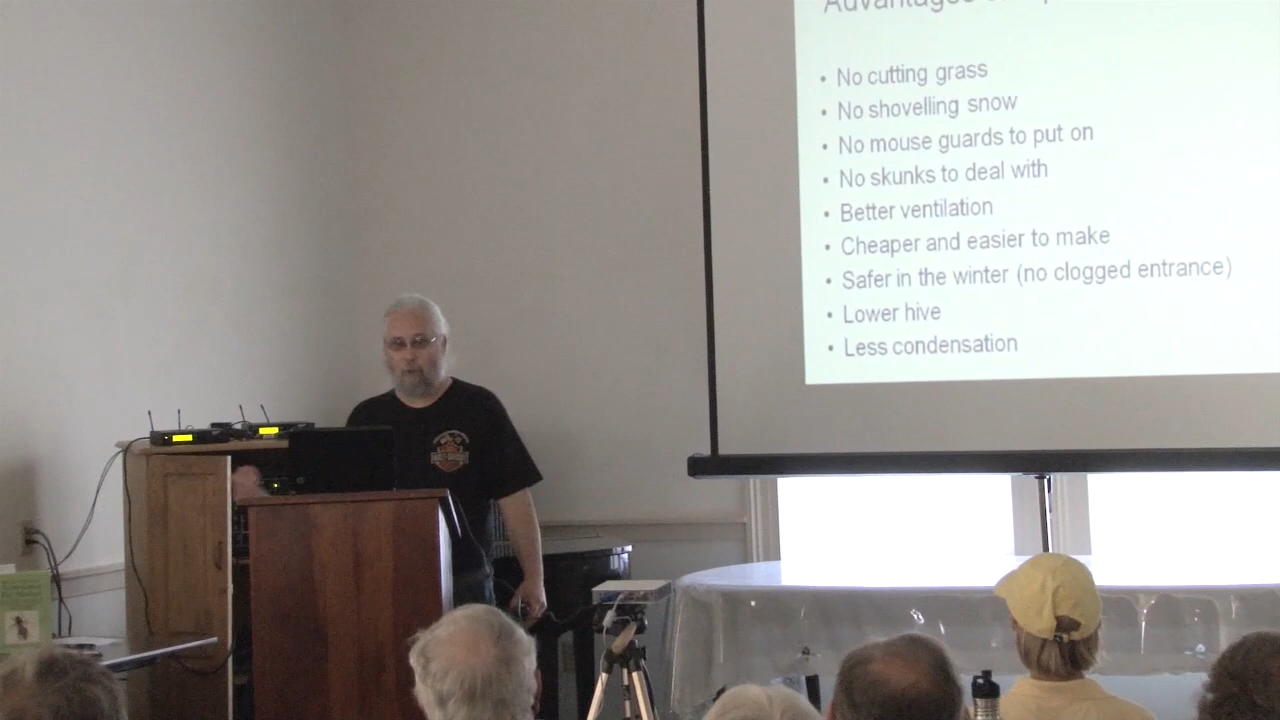 Advantages
• No cutting grass
• No shovelling snow
• No mouse guards to put on
• No skunks to deal with
• Better ventilation
• Cheaper and easier to make
• Safer in the winter (no clogged entrance)
• Lower hive
• Less condensation